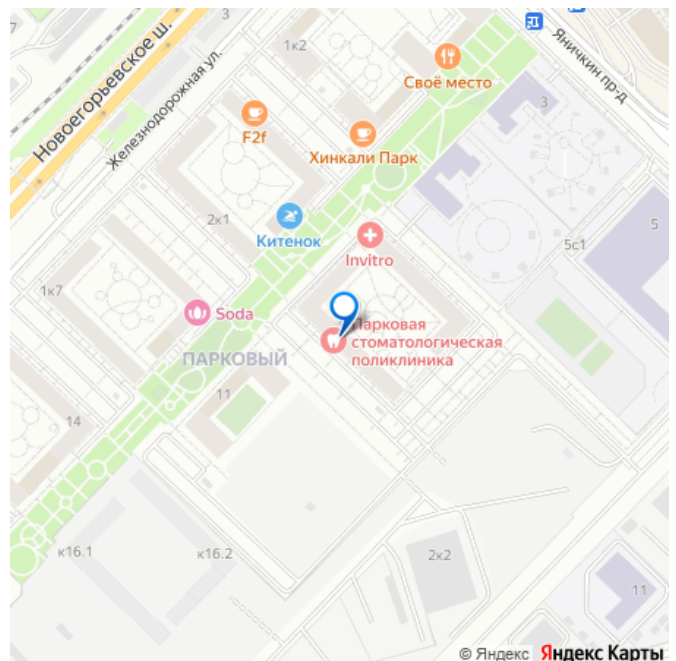 7
3
1к2
Новоегорьевское ш.
Железнодорожная ул.
Яничкин пр-д
Своё место
F2f
Хинкали Парк
3
2к1
Китенок
Invitro
5
5с1
1к7
Soda
Парковая
стоматологическая
поликлиника
ПАРКОВЫЙ
11
14
к16.1
к16.2
2к2
11
© Яндекс Яндекс Карты